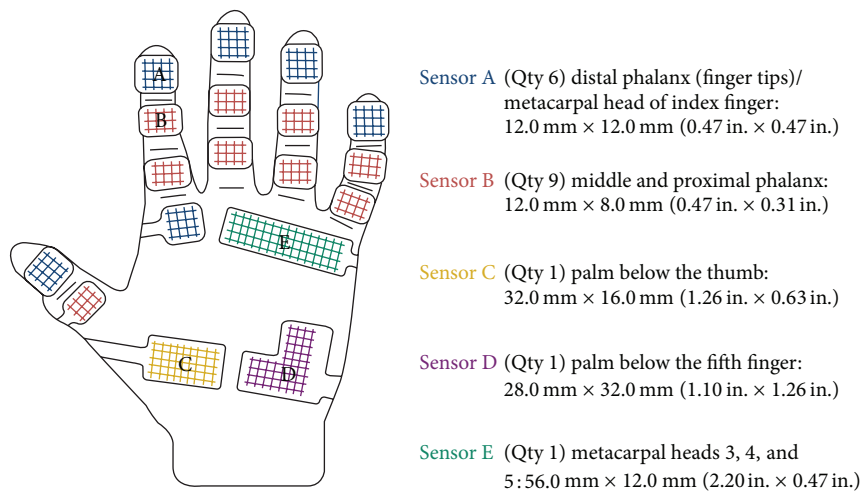 A
B
E
C
D
Sensor A (Qty 6) distal phalanx (finger tips)/
metacarpal head of index finger:
12.0 mm × 12.0 mm (0.47 in. × 0.47 in.)
Sensor B (Qty 9) middle and proximal phalanx:
12.0 mm × 8.0 mm (0.47 in. × 0.31 in.)
Sensor C (Qty 1) palm below the thumb:
32.0 mm × 16.0 mm (1.26 in. × 0.63 in.)
Sensor D (Qty 1) palm below the fifth finger:
28.0 mm × 32.0 mm (1.10 in. × 1.26 in.)
Sensor E (Qty 1) metacarpal heads 3, 4, and
5 : 56.0 mm × 12.0 mm (2.20 in. × 0.47 in.)